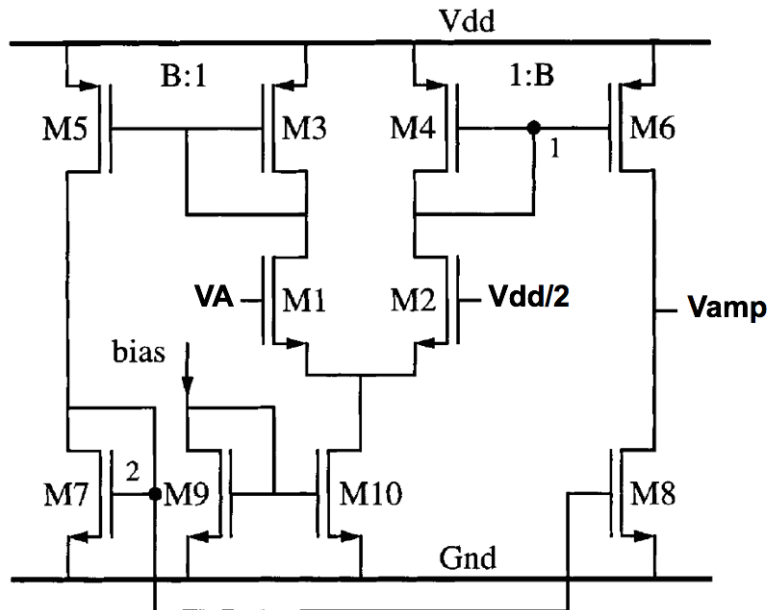 Vdd
B:1 1:B
M5 M3 M4 M6
1
VA M1 M2 Vdd/2 Vamp
bias
2
M7 M9 M10 M8
Gnd